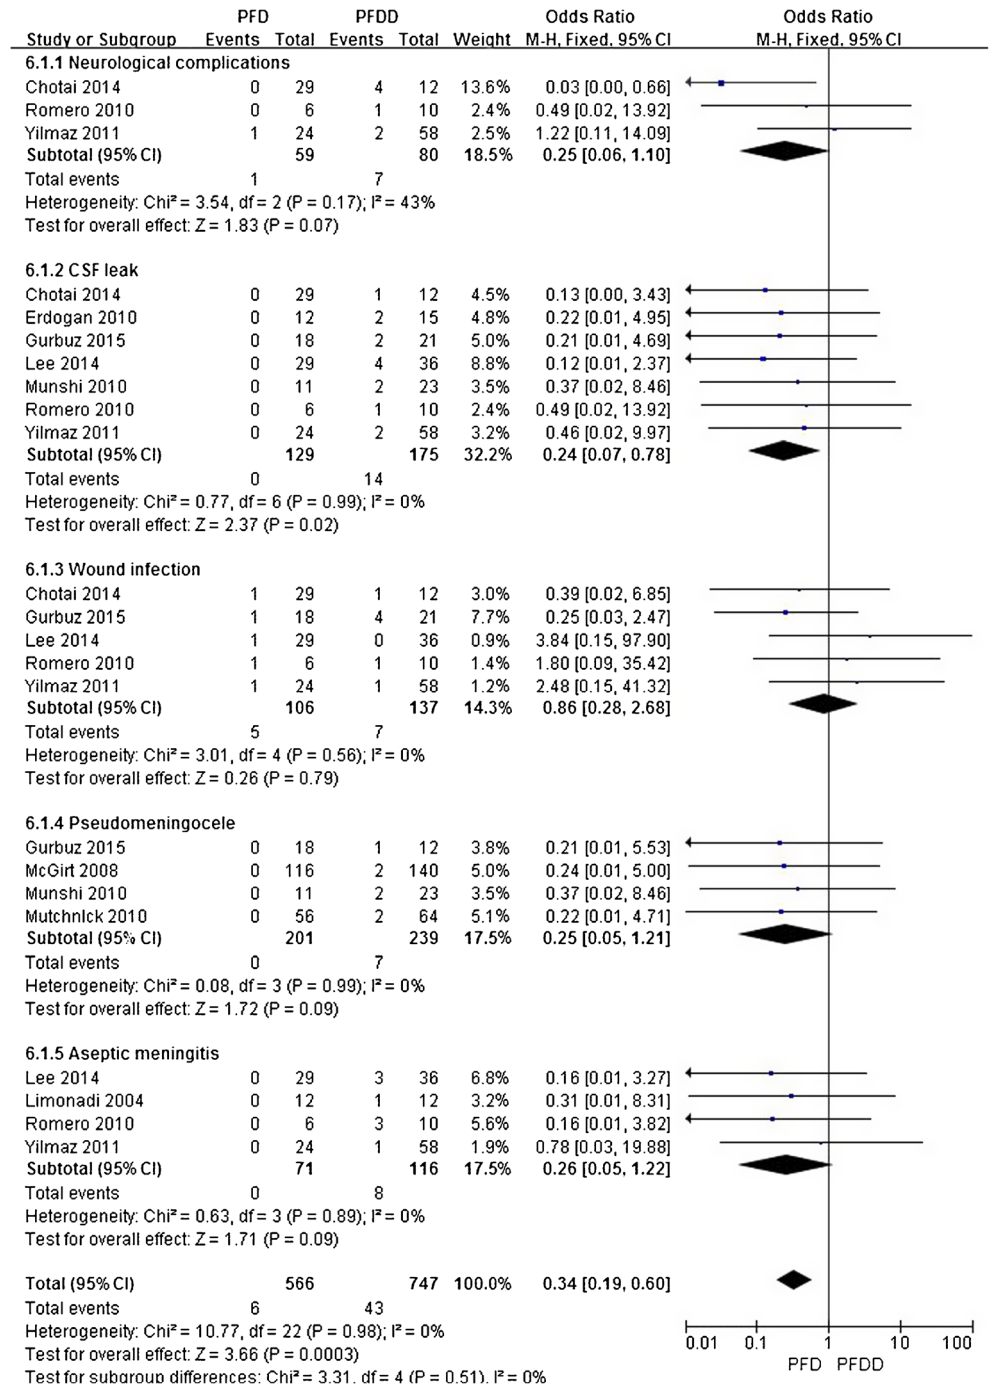 PFD PFDD Odds Ratio Odds Ratio
Study or Subgroup Events Total Events Total Weight M-H, Fixed, 95% CI M-H, Fixed, 95% CI
6.1.1 Neurological complications
Chotai 2014 0 29 4 12 13.6% 0.03 [0.00, 0.66]
Romero 2010 0 6 1 10 2.4% 0.49 [0.02, 13.92]
Yilmaz 2011 1 24 2 58 2.5% 1.22 [0.11, 14.09]
Subtotal (95% CI) 59 80 18.5% 0.25 [0.06, 1.10]
Total events 1 7
Heterogeneity: Chi² = 3.54, df = 2 (P = 0.17); I² = 43%
Test for overall effect: Z = 1.83 (P = 0.07)
6.1.2 CSF leak
Chotai 2014 0 29 1 12 4.5% 0.13 [0.00, 3.43]
Erdogan 2010 0 12 2 15 4.8% 0.22 [0.01, 4.95]
Gurbuz 2015 0 18 2 21 5.0% 0.21 [0.01, 4.69]
Lee 2014 0 29 4 36 8.8% 0.12 [0.01, 2.37]
Munshi 2010 0 11 2 23 3.5% 0.37 [0.02, 8.46]
Romero 2010 0 6 1 10 2.4% 0.49 [0.02, 13.92]
Yilmaz 2011 0 24 2 58 3.2% 0.46 [0.02, 9.97]
Subtotal (95% CI) 129 175 32.2% 0.24 [0.07, 0.78]
Total events 0 14
Heterogeneity: Chi² = 0.77, df = 6 (P = 0.99); I² = 0%
Test for overall effect: Z = 2.37 (P = 0.02)
6.1.3 Wound infection
Chotai 2014 1 29 1 12 3.0% 0.39 [0.02, 6.85]
Gurbuz 2015 1 18 4 21 7.7% 0.25 [0.03, 2.47]
Lee 2014 1 29 0 36 0.9% 3.84 [0.15, 97.90]
Romero 2010 1 6 1 10 1.4% 1.80 [0.09, 35.42]
Yilmaz 2011 1 24 1 58 1.2% 2.48 [0.15, 41.32]
Subtotal (95% CI) 106 137 14.3% 0.86 [0.28, 2.68]
Total events 5 7
Heterogeneity: Chi² = 3.01, df = 4 (P = 0.56); I² = 0%
Test for overall effect: Z = 0.26 (P = 0.79)
6.1.4 Pseudomeningocele
Gurbuz 2015 0 18 1 12 3.8% 0.21 [0.01, 5.53]
McGirt 2008 0 116 2 140 5.0% 0.24 [0.01, 5.00]
Munshi 2010 0 11 2 23 3.5% 0.37 [0.02, 8.46]
Mutchnlck 2010 0 56 2 64 5.1% 0.22 [0.01, 4.71]
Subtotal (95% CI) 201 239 17.5% 0.25 [0.05, 1.21]
Total events 0 7
Heterogeneity: Chi² = 0.08, df = 3 (P = 0.99); I² = 0%
Test for overall effect: Z = 1.72 (P = 0.09)
6.1.5 Aseptic meningitis
Lee 2014 0 29 3 36 6.8% 0.16 [0.01, 3.27]
Limonadi 2004 0 12 1 12 3.2% 0.31 [0.01, 8.31]
Romero 2010 0 6 3 10 5.6% 0.16 [0.01, 3.82]
Yilmaz 2011 0 24 1 58 1.9% 0.78 [0.03, 19.88]
Subtotal (95% CI) 71 116 17.5% 0.26 [0.05, 1.22]
Total events 0 8
Heterogeneity: Chi² = 0.63, df = 3 (P = 0.89); I² = 0%
Test for overall effect: Z = 1.71 (P = 0.09)
Total (95% CI) 566 747 100.0% 0.34 [0.19, 0.60]
Total events 6 43
Heterogeneity: Chi² = 10.77, df = 22 (P = 0.98); I² = 0%
Test for overall effect: Z = 3.66 (P = 0.0003)
Test for subgroup differences: Chi² = 3.31, df = 4 (P = 0.51), I² = 0%
0.01 0.1 1 10 100
PFD PFDD